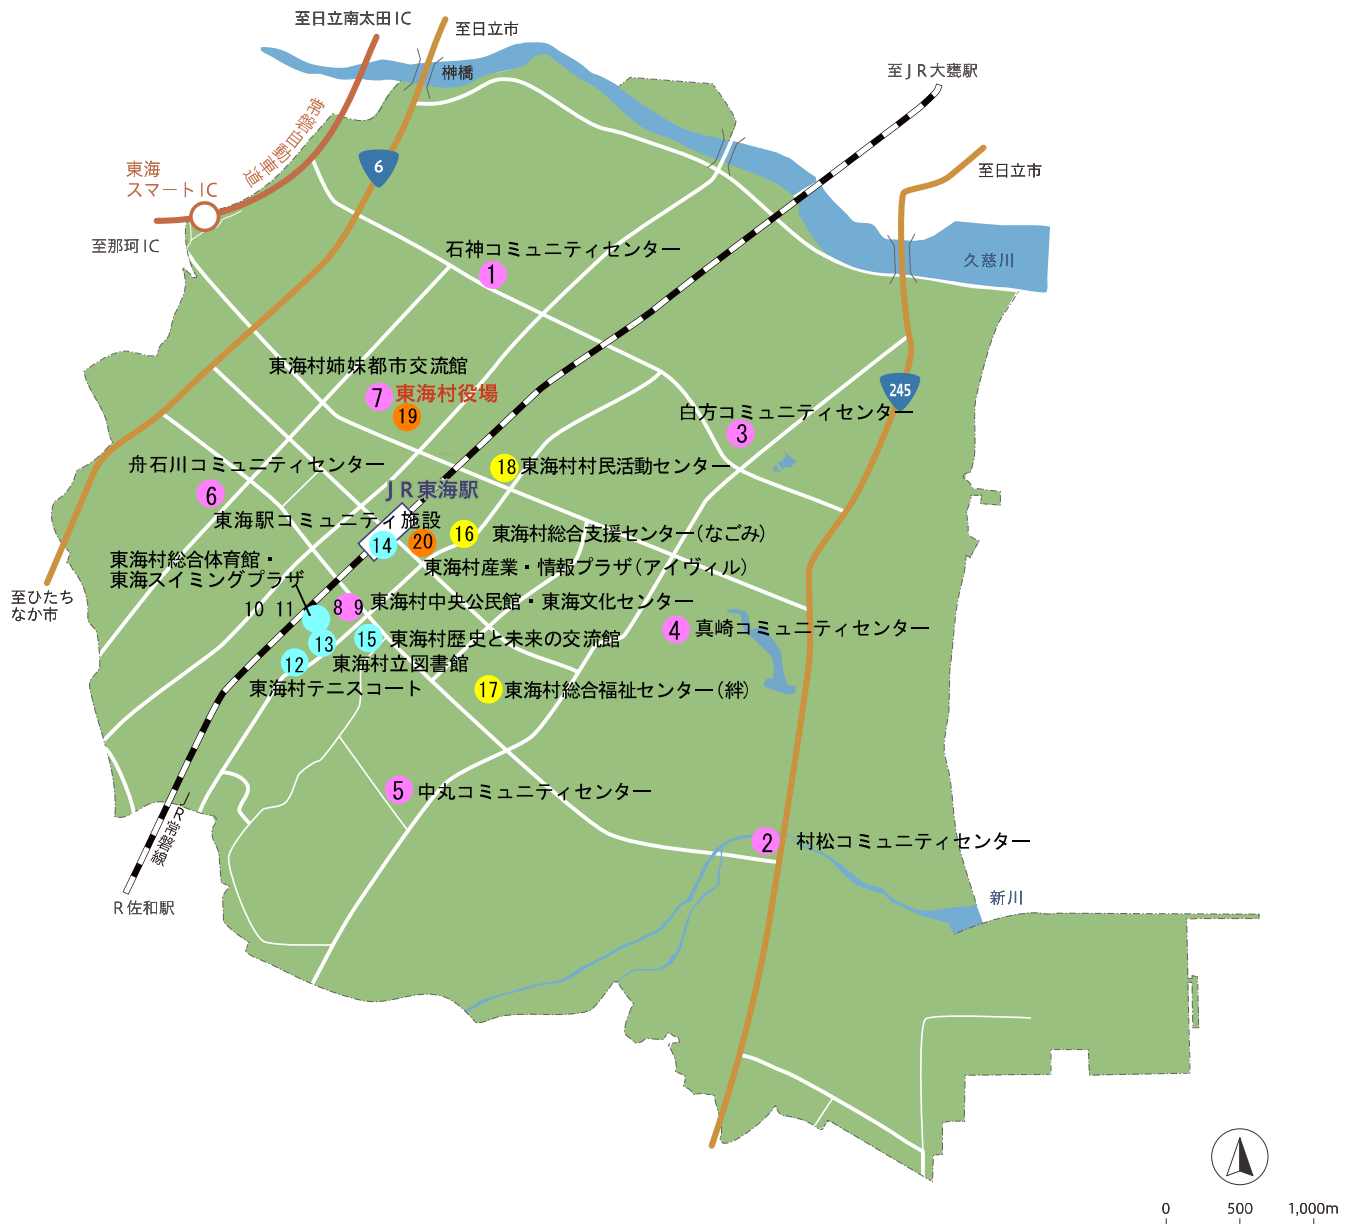 至日立南太田IC
至日立市
榊橋
至JR大甕駅
常磐自動車道
6
東海
スマートIC
至日立市
至那珂IC
石神コミュニティセンター
1
久慈川
東海村姉妹都市交流館
7
東海村役場
19
245
白方コミュニティセンター
3
舟石川コミュニティセンター
6
18
東海村村民活動センター
JR東海駅
東海駅コミュニティ施設
14
20
16
東海村総合支援センター(なごみ)
東海村総合体育館・
東海スイミングプラザ
東海村産業・情報プラザ(アイヴィル)
至ひたち
なか市
10 11
8 9
東海村中央公民館・東海文化センター
13
15
東海村歴史と未来の交流館
4
真崎コミュニティセンター
12
東海村立図書館
東海村テニスコート
17
東海村総合福祉センター(絆)
5
中丸コミュニティセンター
JR常磐線
2
村松コミュニティセンター
R佐和駅
新川
0 500 1,000m